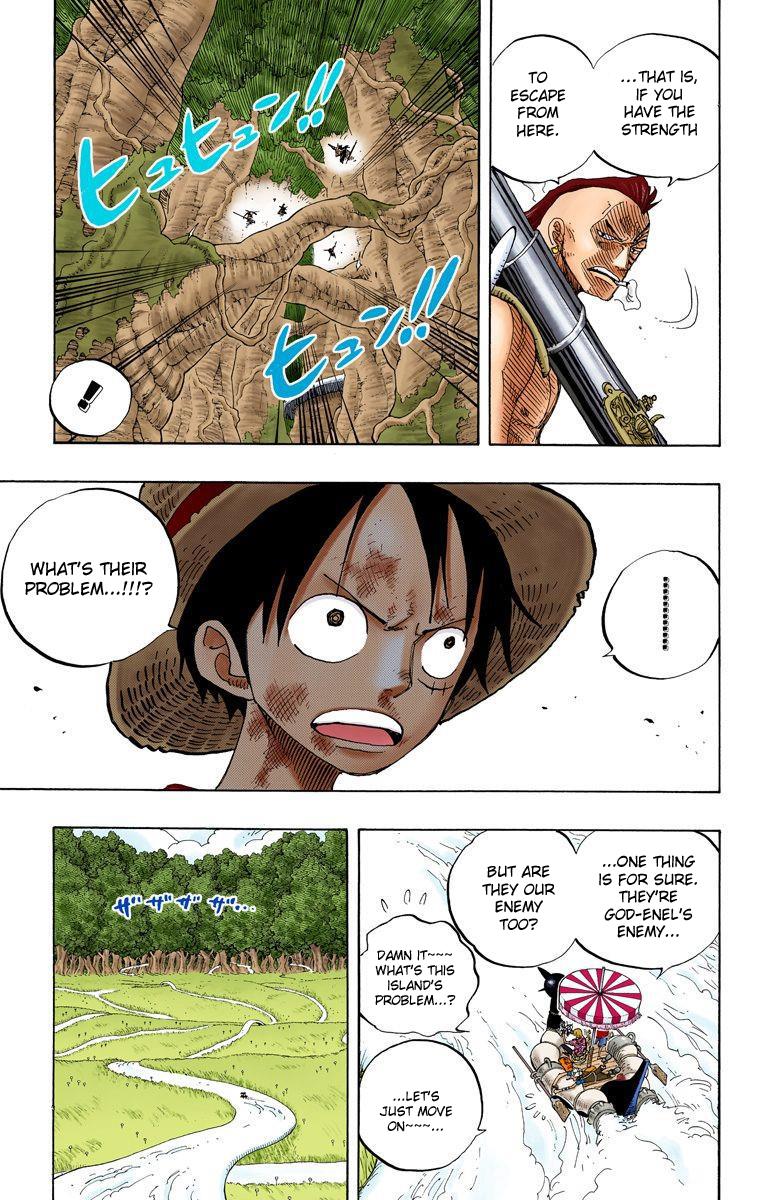 ...THAT IS,
IF YOU
HAVE THE
STRENGTH
TO
ESCAPE
FROM
HERE.
ヒュヒュン!!
ヒュン!!
!
............
WHAT'S THEIR
PROBLEM...!!!?
...ONE THING
IS FOR SURE.
THEY'RE
GOD-ENEL'S
ENEMY...
BUT ARE
THEY OUR
ENEMY
TOO?
DAMN IT~~~
WHAT'S THIS
ISLAND'S
PROBLEM...?
...LET'S
JUST MOVE
ON~~~...
ザザザザ...